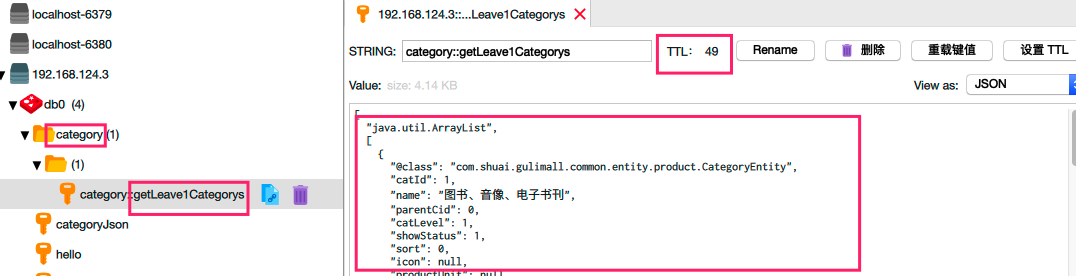 localhost-6379
localhost-6380
192.168.124.3
db0 (4)
category (1)
(1)
category::getLeave1Categorys
categoryJson
hello
192.168.124.3::...Leave1Categorys
STRING: category::getLeave1Categorys TTL: 49 Rename 删除 重载键值 设置 TTL
Value: size: 4.14 KB View as: JSON
[
"java.util.ArrayList",
[
{
"@class": "com.shuai.gulimall.common.entity.product.CategoryEntity",
"catId": 1,
"name": "图书、音像、电子书刊",
"parentCid": 0,
"catLevel": 1,
"showStatus": 1,
"sort": 0,
"icon": null,
"productUnit": null